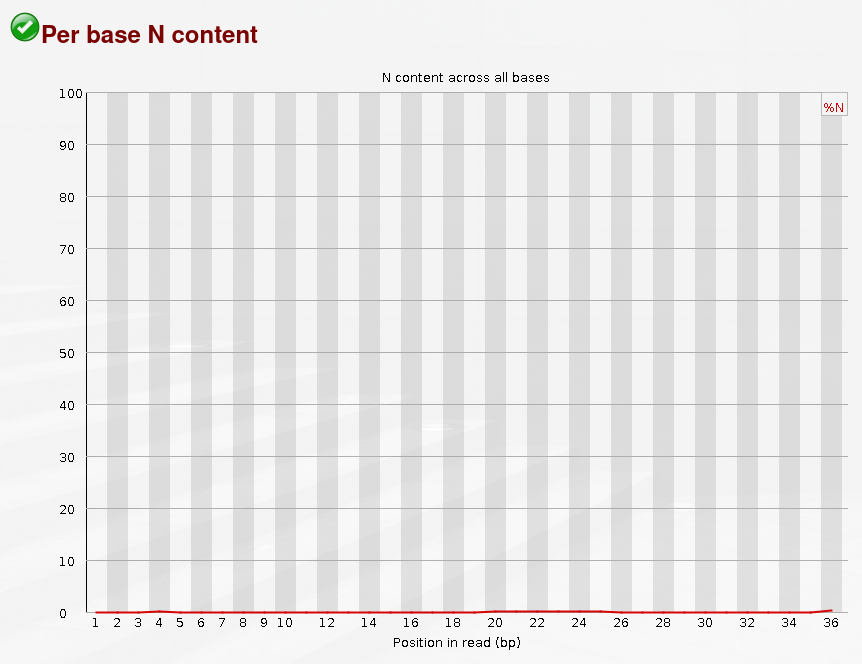 Per base N content
N content across all bases
%N
100
90
80
70
60
50
40
30
20
10
0
1 2 3 4 5 6 7 8 9 10 12 14 16 18 20 22 24 26 28 30 32 34 36
Position in read (bp)